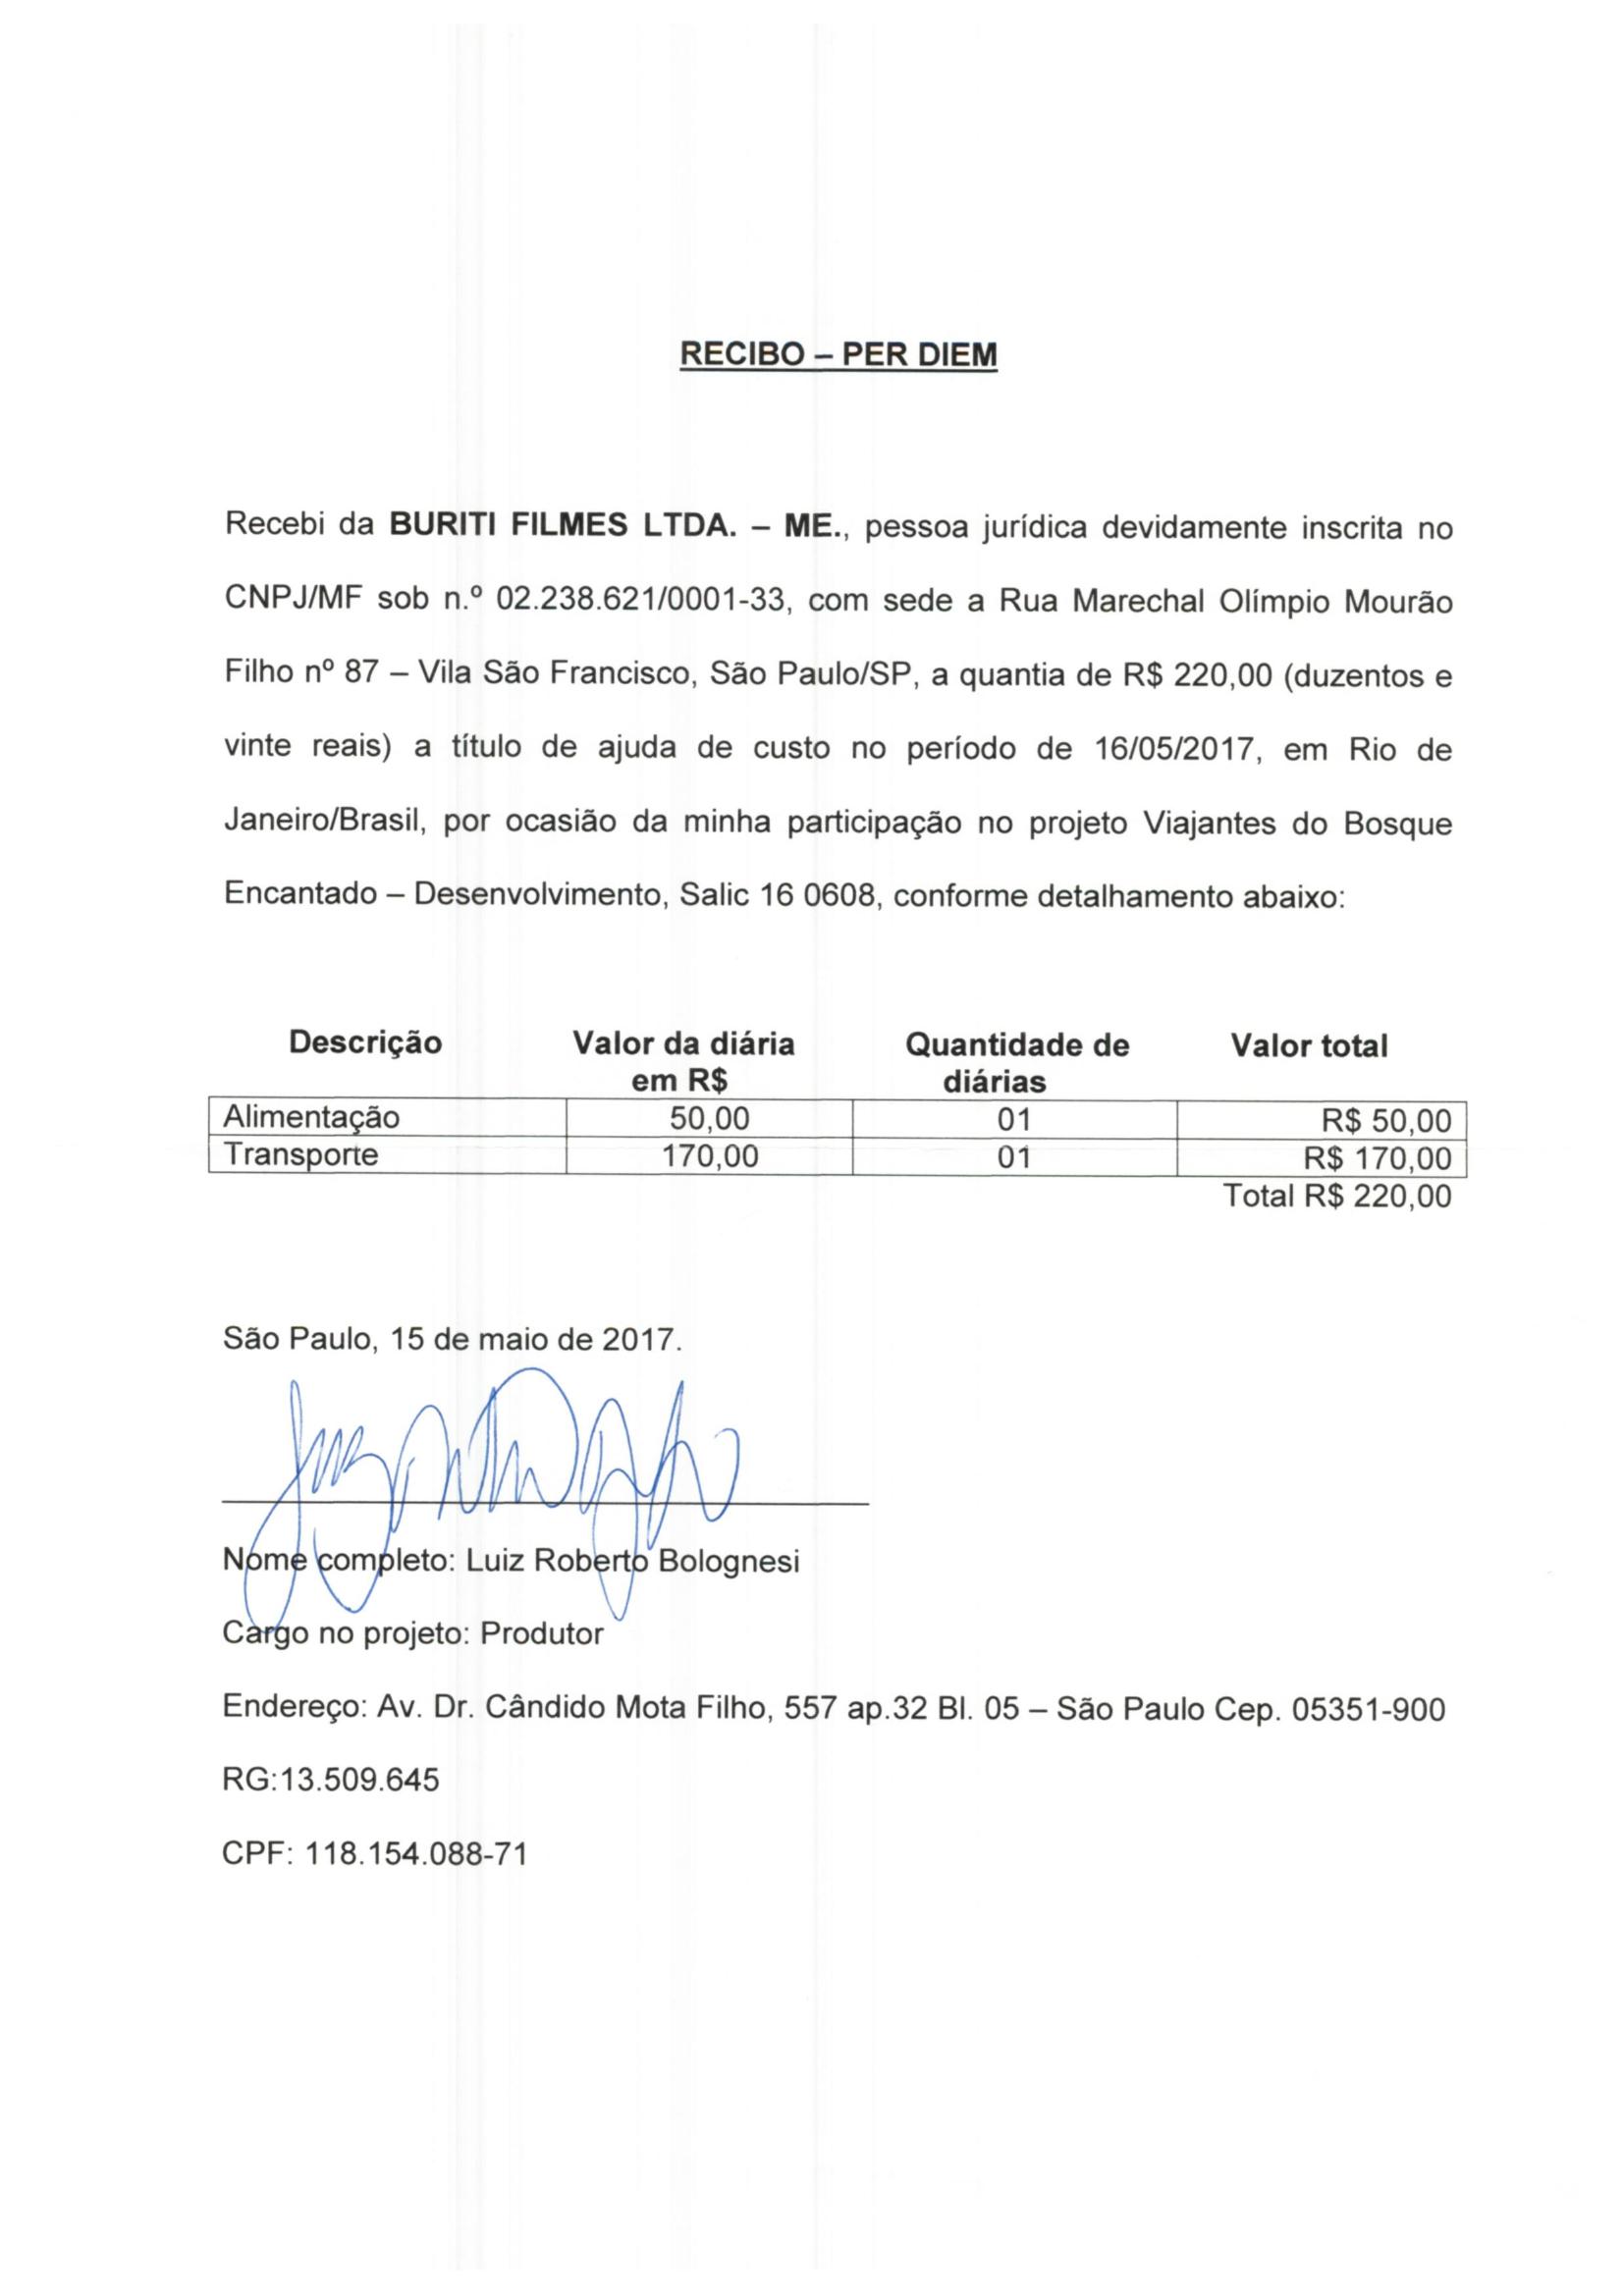 RECIBO – PER DIEM
Recebi da BURITI FILMES LTDA. – ME., pessoa jurídica devidamente inscrita no
CNPJ/MF sob n.º 02.238.621/0001-33, com sede a Rua Marechal Olímpio Mourão
Filho nº 87 – Vila São Francisco, São Paulo/SP, a quantia de R$ 220,00 (duzentos e
vinte reais) a título de ajuda de custo no período de 16/05/2017, em Rio de
Janeiro/Brasil, por ocasião da minha participação no projeto Viajantes do Bosque
Encantado – Desenvolvimento, Salic 16 0608, conforme detalhamento abaixo:
Descrição Valor da diária em R$ Quantidade de diárias Valor total
Alimentação 50,00 01 R$ 50,00
Transporte 170,00 01 R$ 170,00
Total R$ 220,00
São Paulo, 15 de maio de 2017.
Nome completo: Luiz Roberto Bolognesi
Cargo no projeto: Produtor
Endereço: Av. Dr. Cândido Mota Filho, 557 ap.32 Bl. 05 – São Paulo Cep. 05351-900
RG:13.509.645
CPF: 118.154.088-71